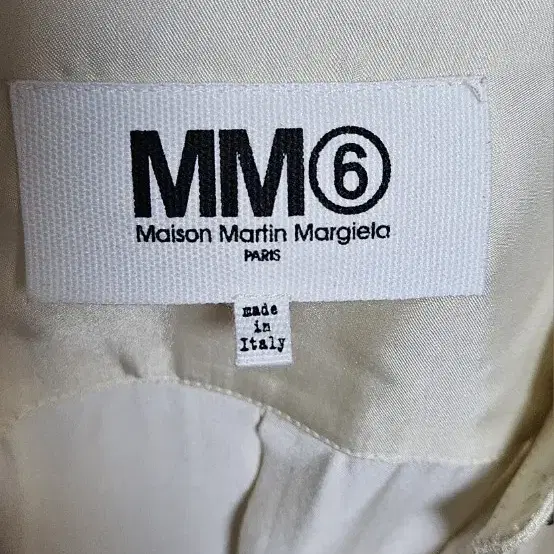 MM⑥
Maison Martin Margiela
PARIS
made
in
Italy